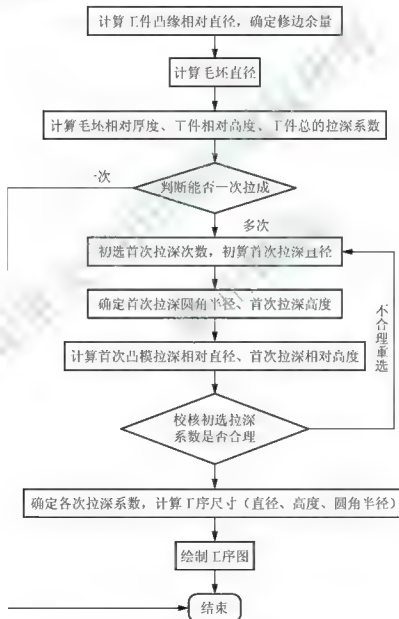 计算工件凸缘相对直径，确定修边余量
计算毛坯直径
计算毛坯相对厚度、工件相对高度、工件总的拉深系数
一次
判断能否一次拉成
多次
初选首次拉深次数，初算首次拉深直径
确定首次拉深圆角半径、首次拉深高度
不合理重选
计算首次凸模拉深相对直径、首次拉深相对高度
校核初选拉深
系数是否合理
确定各次拉深系数，计算工序尺寸（直径、高度、圆角半径）
绘制工序图
结束